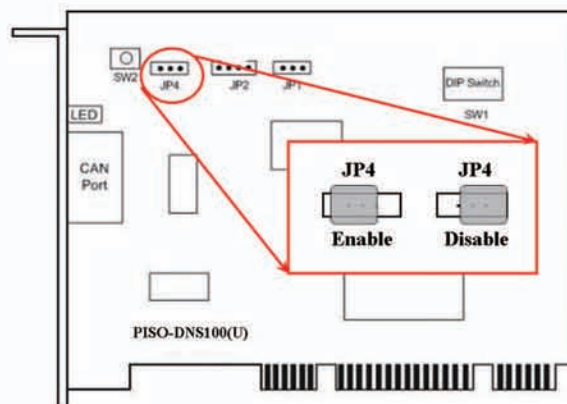 SW2
JP4
JP2
JP1
DIP Switch
SW1
LED
CAN
Port
JP4 JP4
Enable Disable
PISO-DNS100(U)